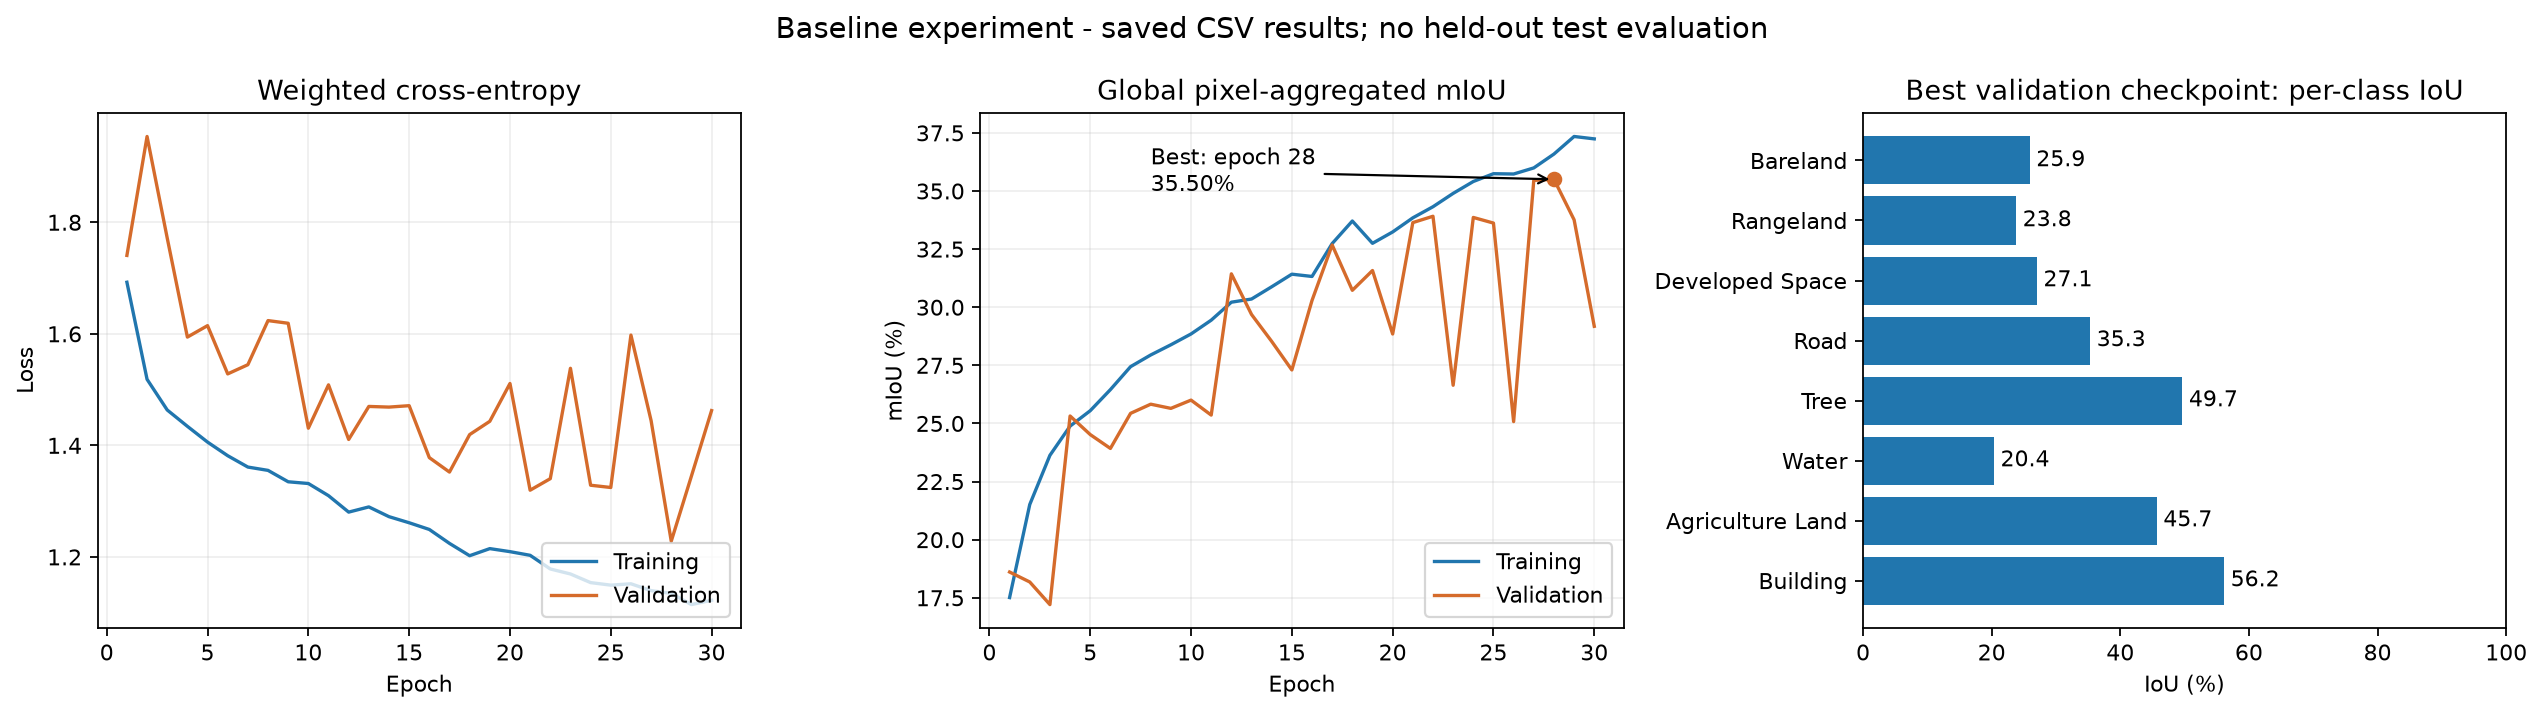 Baseline experiment - saved CSV results; no held-out test evaluation
Weighted cross-entropy
Loss
1.8
1.6
1.4
1.2
0 5 10 15 20 25 30
Epoch
Training
Validation
Global pixel-aggregated mIoU
mIoU (%)
37.5
35.0
32.5
30.0
27.5
25.0
22.5
20.0
17.5
Best: epoch 28
35.50%
Training
Validation
0 5 10 15 20 25 30
Epoch
Best validation checkpoint: per-class IoU
Bareland 25.9
Rangeland 23.8
Developed Space 27.1
Road 35.3
Tree 49.7
Water 20.4
Agriculture Land 45.7
Building 56.2
0 20 40 60 80 100
IoU (%)